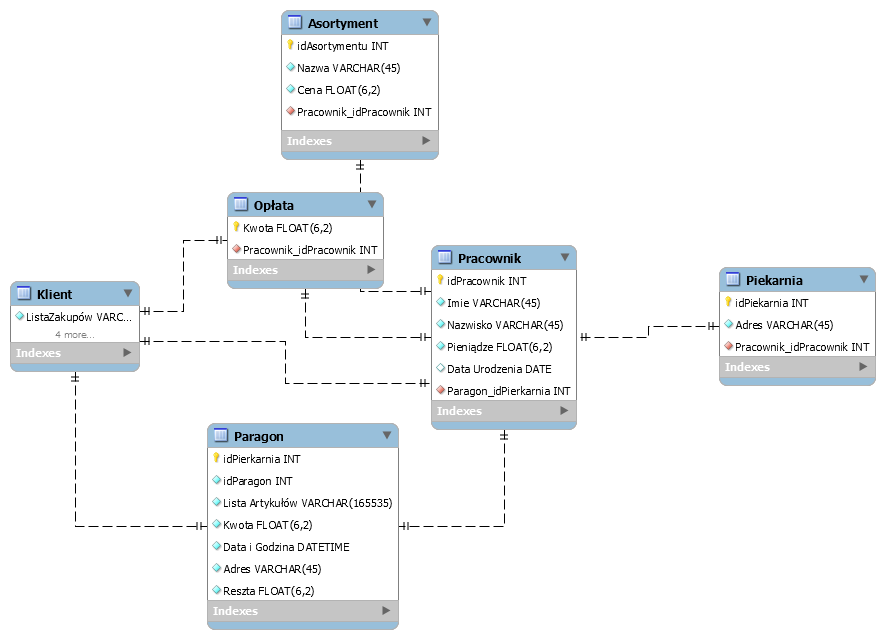 Asortyment
idAsortymentu INT
Nazwa VARCHAR(45)
Cena FLOAT(6,2)
Pracownik_idPracownik INT
Indexes
Opłata
Kwota FLOAT(6,2)
Pracownik_idPracownik INT
Indexes
Klient
ListaZakupów VARC...
4 more...
Indexes
Pracownik
idPracownik INT
Imie VARCHAR(45)
Nazwisko VARCHAR(45)
Pieniądze FLOAT(6,2)
Data Urodzenia DATE
Paragon_idPierkarnia INT
Indexes
Piekarnia
idPiekarnia INT
Adres VARCHAR(45)
Pracownik_idPracownik INT
Indexes
Paragon
idPierkarnia INT
idParagon INT
Lista Artykułów VARCHAR(165535)
Kwota FLOAT(6,2)
Data i Godzina DATETIME
Adres VARCHAR(45)
Reszta FLOAT(6,2)
Indexes